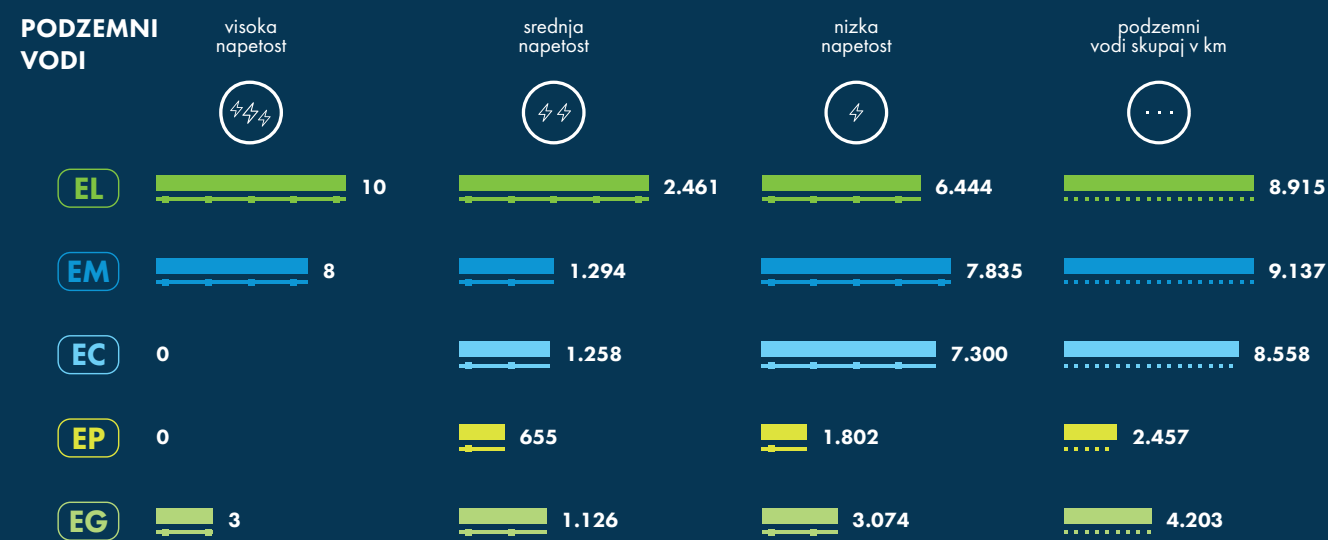 PODZEMNI
VODI
visoka
napetost
srednja
napetost
nizka
napetost
podzemni
vodi skupaj v km
EL 10 2.461 6.444 8.915
EM 8 1.294 7.835 9.137
EC 0 1.258 7.300 8.558
EP 0 655 1.802 2.457
EG 3 1.126 3.074 4.203